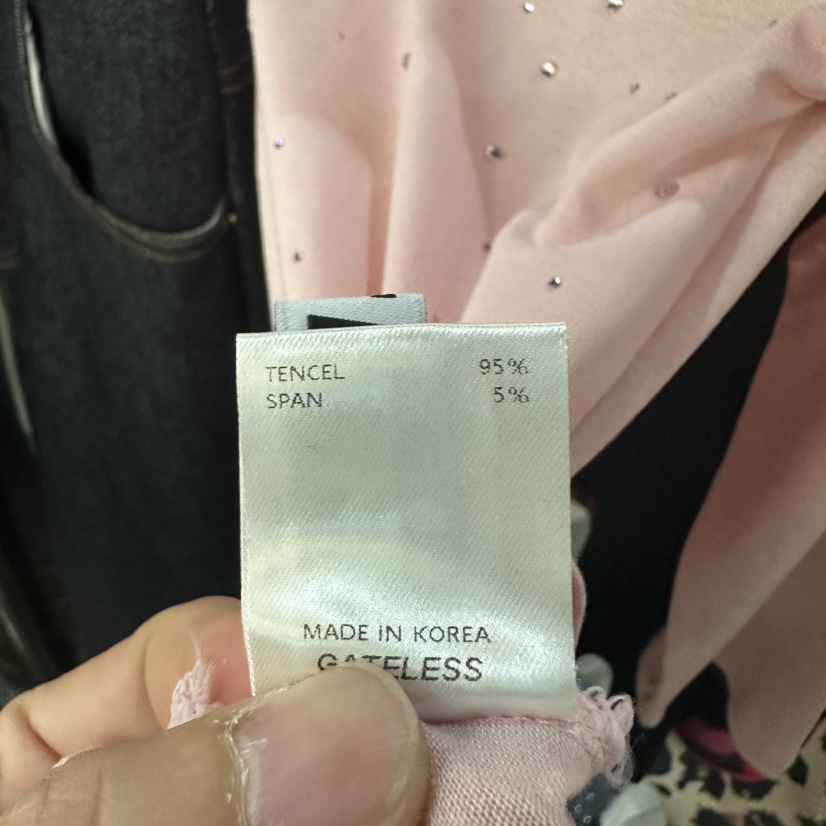 TENCEL 95%
SPAN 5%
MADE IN KOREA
GATELESS